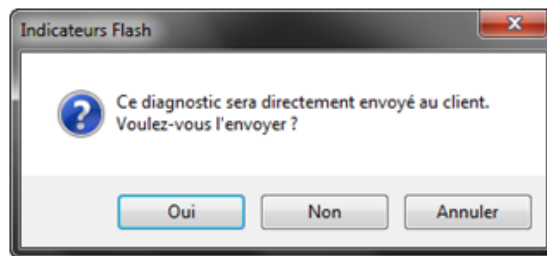 Indicateurs Flash
Ce diagnostic sera directement envoyé au client.
Voulez-vous l'envoyer ?
Oui
Non
Annuler